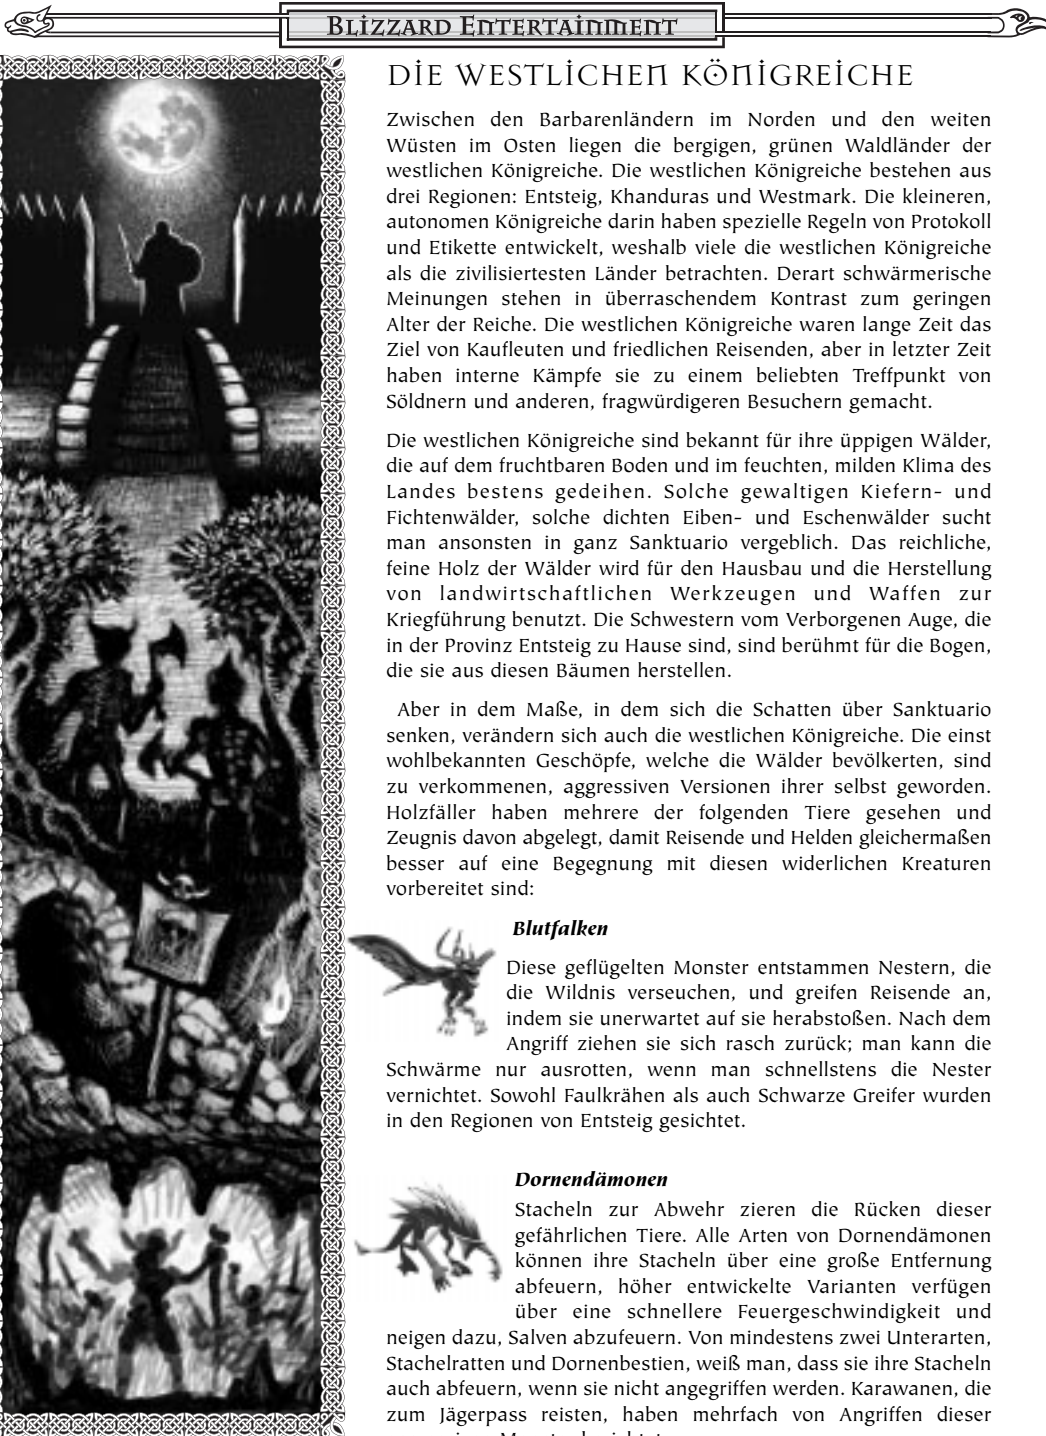 Blizzard Entertainment
Die westlichen Königreiche
Zwischen den Barbarenländern im Norden und den weiten
Wüsten im Osten liegen die bergigen, grünen Waldländer der
westlichen Königreiche. Die westlichen Königreiche bestehen aus
drei Regionen: Entsteig, Khanduras und Westmark. Die kleineren,
autonomen Königreiche darin haben spezielle Regeln von Protokoll
und Etikette entwickelt, weshalb viele die westlichen Königreiche
als die zivilisiertesten Länder betrachten. Derart schwärmerische
Meinungen stehen in überraschendem Kontrast zum geringen
Alter der Reiche. Die westlichen Königreiche waren lange Zeit das
Ziel von Kaufleuten und friedlichen Reisenden, aber in letzter Zeit
haben interne Kämpfe sie zu einem beliebten Treffpunkt von
Söldnern und anderen, fragwürdigeren Besuchern gemacht.
Die westlichen Königreiche sind bekannt für ihre üppigen Wälder,
die auf dem fruchtbaren Boden und im feuchten, milden Klima des
Landes bestens gedeihen. Solche gewaltigen Kiefern- und
Fichtenwälder, solche dichten Eiben- und Eschenwälder sucht
man ansonsten in ganz Sanktuario vergeblich. Das reichliche,
feine Holz der Wälder wird für den Hausbau und die Herstellung
von landwirtschaftlichen Werkzeugen und Waffen zur
Kriegführung benutzt. Die Schwestern vom Verborgenen Auge, die
in der Provinz Entsteig zu Hause sind, sind berühmt für die Bogen,
die sie aus diesen Bäumen herstellen.
Aber in dem Maße, in dem sich die Schatten über Sanktuario
senken, verändern sich auch die westlichen Königreiche. Die einst
wohlbekannten Geschöpfe, welche die Wälder bevölkerten, sind
zu verkommenen, aggressiven Versionen ihrer selbst geworden.
Holzfäller haben mehrere der folgenden Tiere gesehen und
Zeugnis davon abgelegt, damit Reisende und Helden gleichermaßen
besser auf eine Begegnung mit diesen widerlichen Kreaturen
vorbereitet sind:
Blutfalken
Diese geflügelten Monster entstammen Nestern, die
die Wildnis verseuchen, und greifen Reisende an,
indem sie unerwartet auf sie herabstoßen. Nach dem
Angriff ziehen sie sich rasch zurück; man kann die
Schwärme nur ausrotten, wenn man schnellstens die Nester
vernichtet. Sowohl Faulkrähen als auch Schwarze Greifer wurden
in den Regionen von Entsteig gesichtet.
Dornendämonen
Stacheln zur Abwehr zieren die Rücken dieser
gefährlichen Tiere. Alle Arten von Dornendämonen
können ihre Stacheln über eine große Entfernung
abfeuern, höher entwickelte Varianten verfügen
über eine schnellere Feuergeschwindigkeit und
neigen dazu, Salven abzufeuern. Von mindestens zwei Unterarten,
Stachelratten und Dornenbestien, weiß man, dass sie ihre Stacheln
auch abfeuern, wenn sie nicht angegriffen werden. Karawanen, die
zum Jägerpass reisten, haben mehrfach von Angriffen dieser